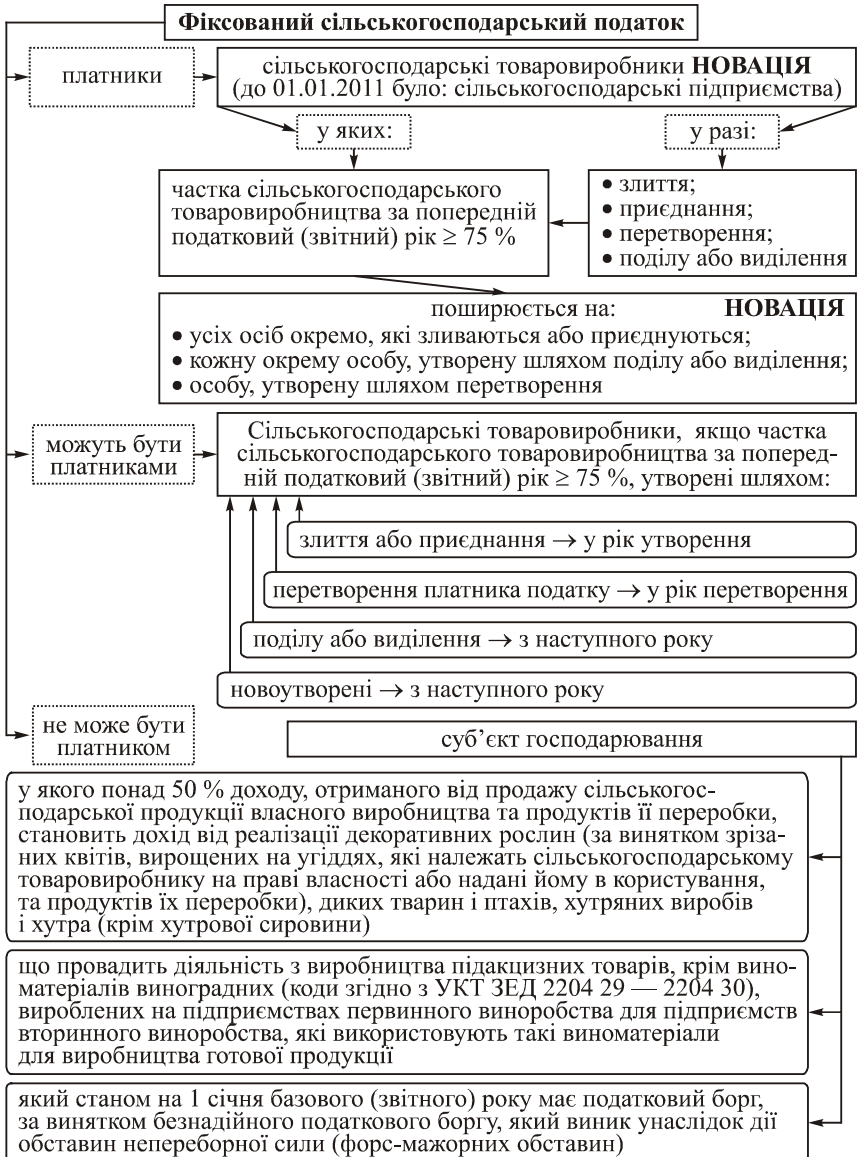 Фіксований сільськогосподарський податок
платники
сільськогосподарські товаровиробники НОВАЦІЯ
(до 01.01.2011 було: сільськогосподарські підприємства)
у яких:
у разі:
частка сільськогосподарського
товаровиробництва за попередній
податковий (звітний) рік ≥ 75 %
• злиття;
• приєднання;
• перетворення;
• поділу або виділення
поширюється на: НОВАЦІЯ
• усіх осіб окремо, які зливаються або приєднуються;
• кожну окрему особу, утворену шляхом поділу або виділення;
• особу, утворену шляхом перетворення
можуть бути
платниками
Сільськогосподарські товаровиробники, якщо частка
сільськогосподарського товаровиробництва за поперед-
ній податковий (звітний) рік ≥ 75 %, утворені шляхом:
злиття або приєднання → у рік утворення
перетворення платника податку → у рік перетворення
поділу або виділення → з наступного року
новоутворені → з наступного року
не може бути
платником
суб’єкт господарювання
у якого понад 50 % доходу, отриманого від продажу сільськогос-
подарської продукції власного виробництва та продуктів її переробки,
становить дохід від реалізації декоративних рослин (за винятком зріза-
них квітів, вирощених на угіддях, які належать сільськогосподарському
товаровиробнику на праві власності або надані йому в користування,
та продуктів їх переробки), диких тварин і птахів, хутряних виробів
і хутра (крім хутрової сировини)
що провадить діяльність з виробництва підакцизних товарів, крім вино-
матеріалів виноградних (коди згідно з УКТ ЗЕД 2204 29 — 2204 30),
вироблених на підприємствах первинного виноробства для підприємств
вторинного виноробства, які використовують такі виноматеріали
для виробництва готової продукції
який станом на 1 січня базового (звітного) року має податковий борг,
за винятком безнадійного податкового боргу, який виник унаслідок дії
обставин непереборної сили (форс-мажорних обставин)